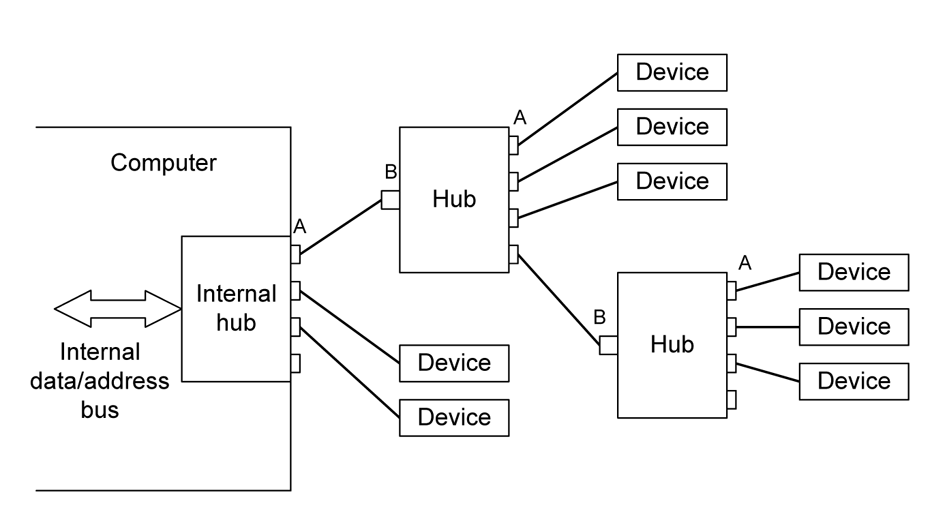 Device
A
Device
Computer
B
Hub
Device
A
A
Device
Internal
hub
B
Hub
Device
Internal
data/address
bus
Device
Device
Device